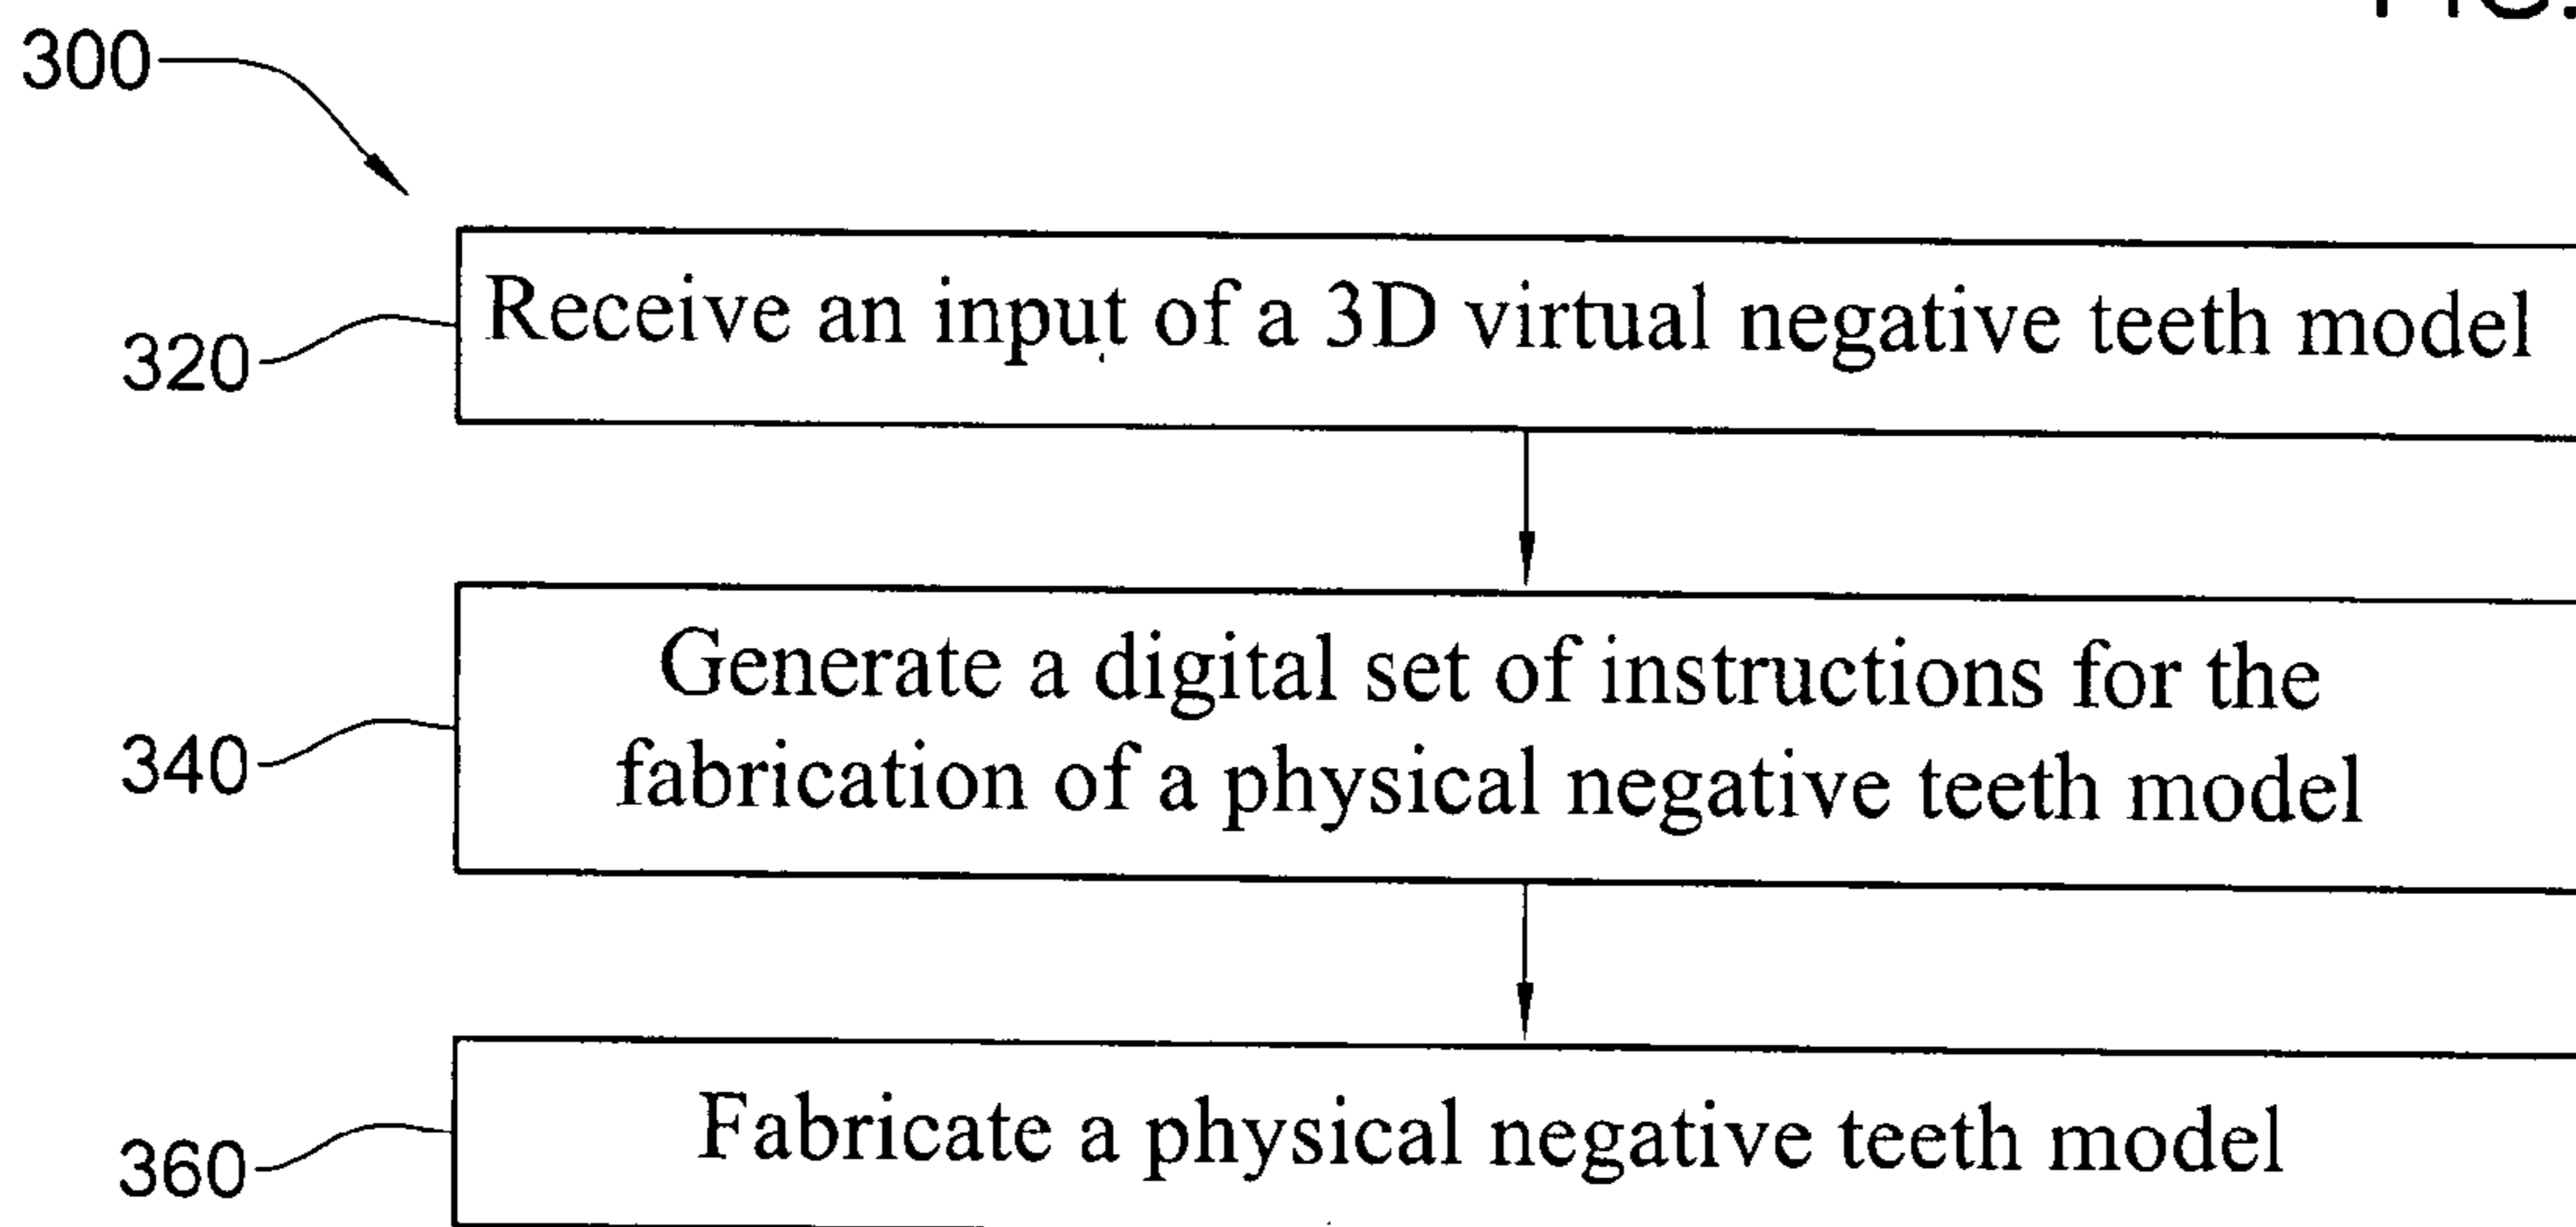 FIG.
300
320
Receive an input of a 3D virtual negative teeth model
340
Generate a digital set of instructions for the
fabrication of a physical negative teeth model
360
Fabricate a physical negative teeth model